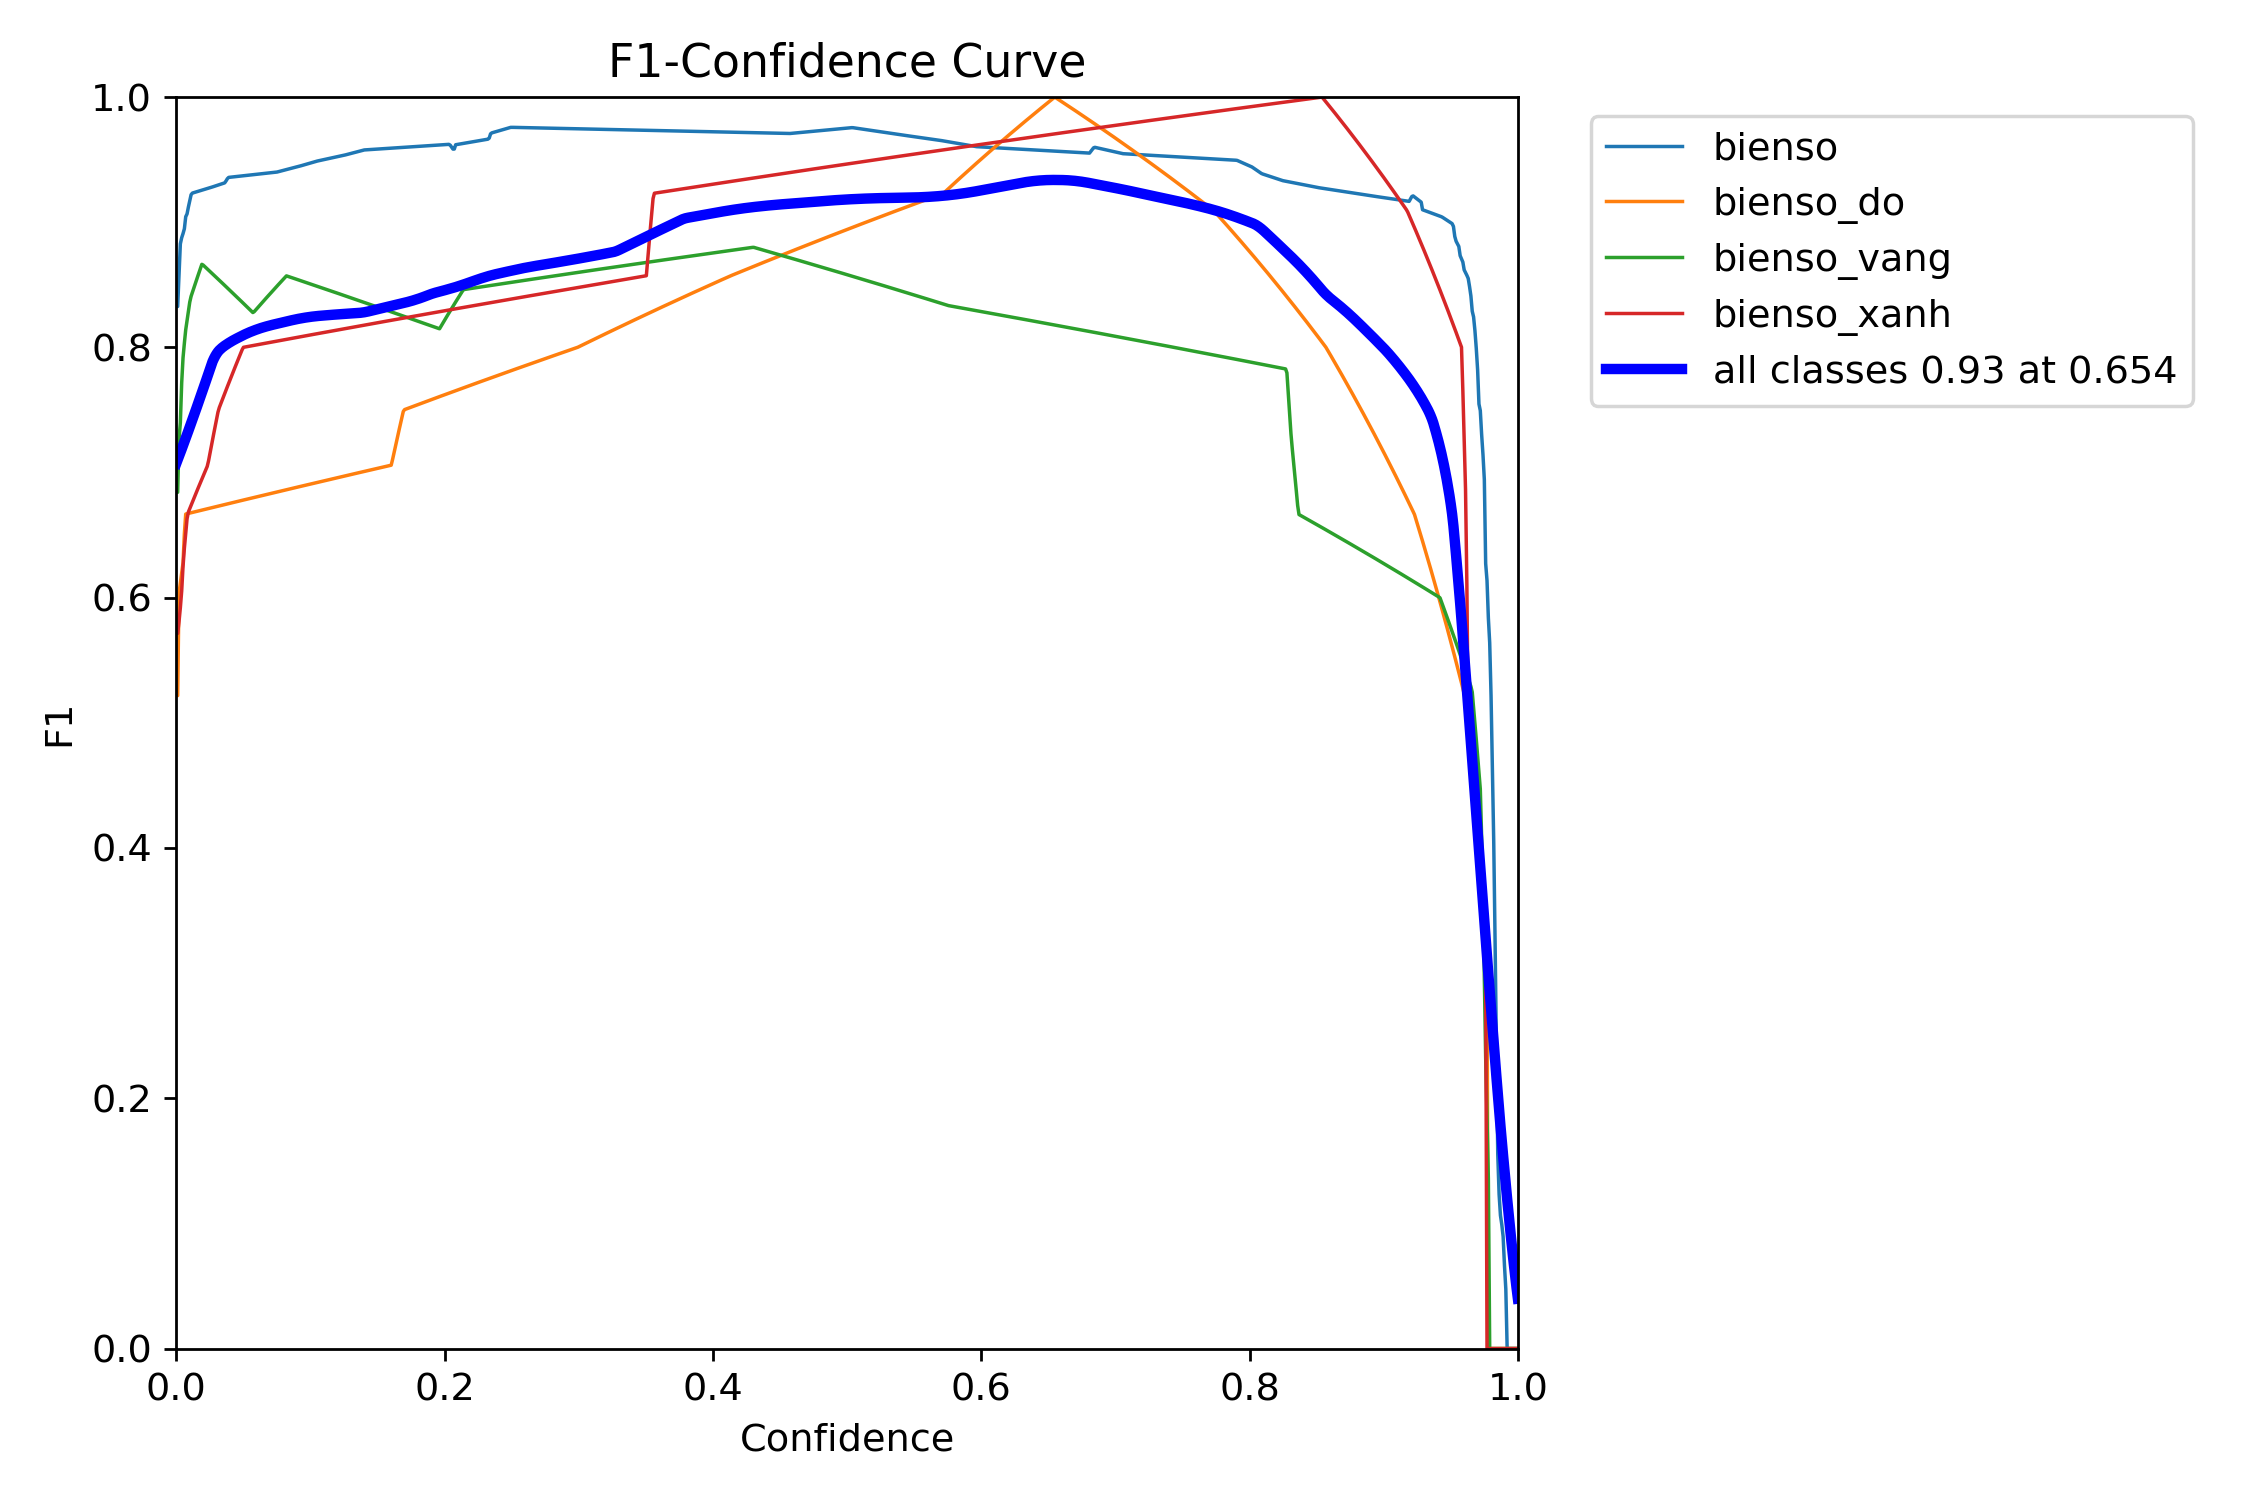 F1-Confidence Curve
1.0
0.8
0.6
0.4
0.2
0.0
F1
0.0 0.2 0.4 0.6 0.8 1.0
Confidence
bienso
bienso_do
bienso_vang
bienso_xanh
all classes 0.93 at 0.654